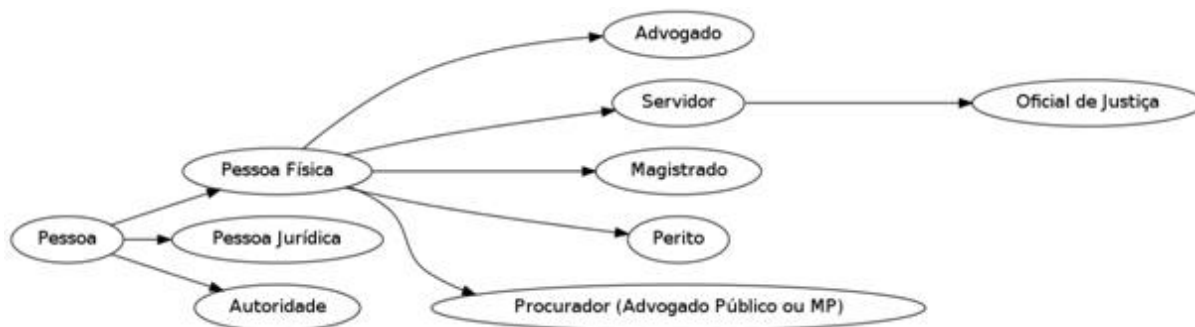 Advogado
Servidor
Oficial de Justiça
Pessoa Física
Magistrado
Pessoa
Pessoa Jurídica
Perito
Autoridade
Procurador (Advogado Público ou MP)